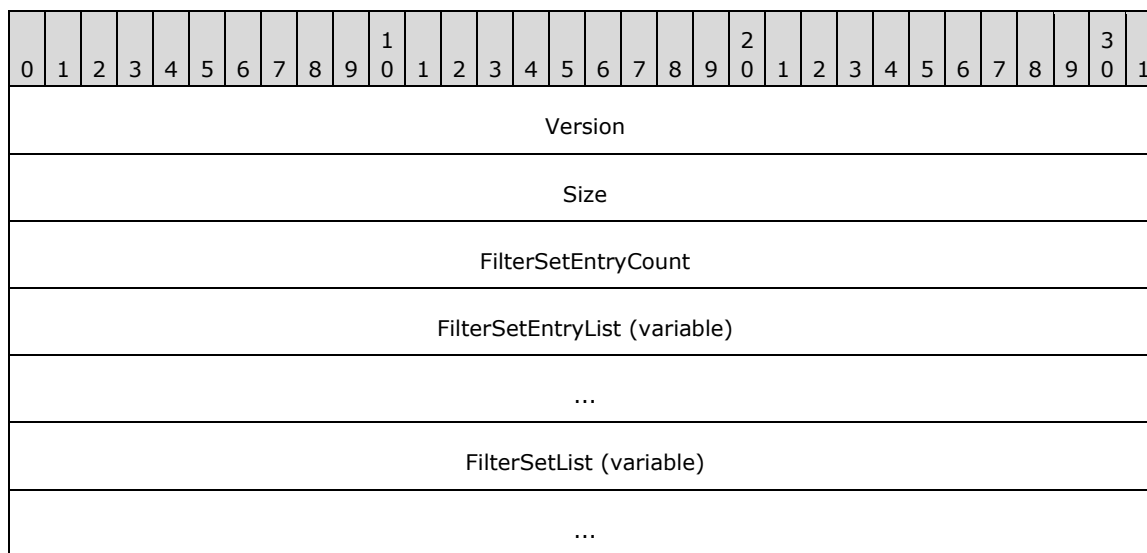 1 2 3
0 1 2 3 4 5 6 7 8 9 0 1 2 3 4 5 6 7 8 9 0 1 2 3 4 5 6 7 8 9 0 1
Version
Size
FilterSetEntryCount
FilterSetEntryList (variable)
...
FilterSetList (variable)
...